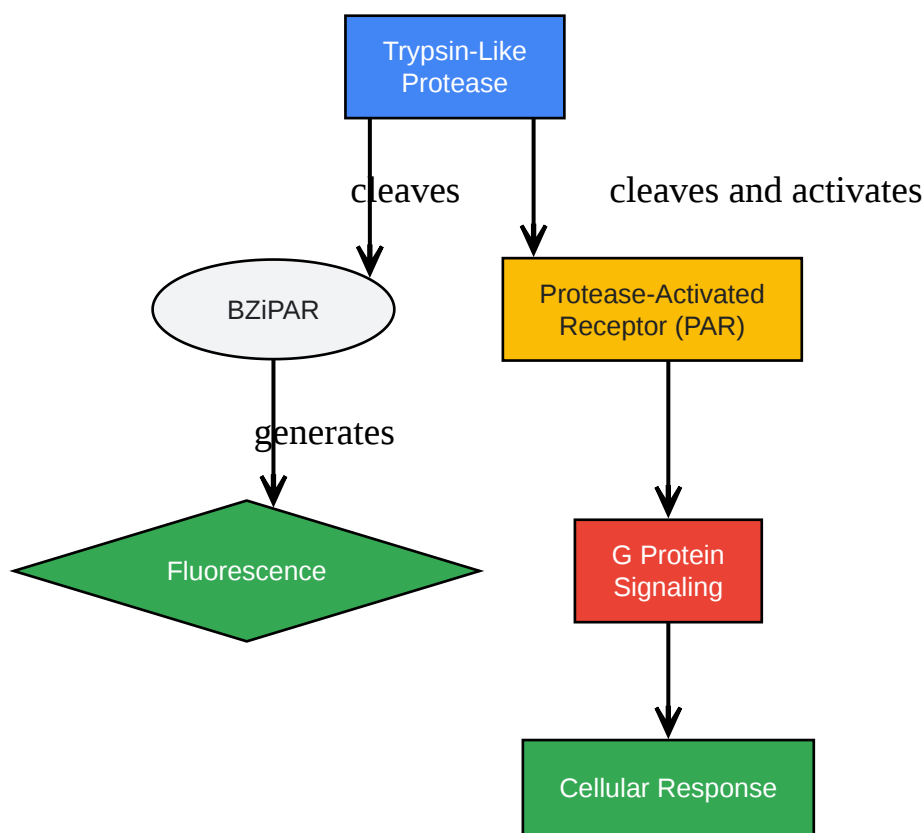 Trypsin-Like
Protease
cleaves
cleaves and activates
BZiPAR
Protease-Activated
Receptor (PAR)
generates
G Protein
Signaling
Fluorescence
Cellular Response